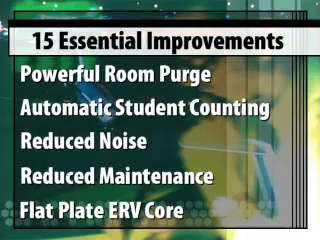 15 Essential Improvements
Powerful Room Purge
Automatic Student Counting
Reduced Noise
Reduced Maintenance
Flat Plate ERV Core